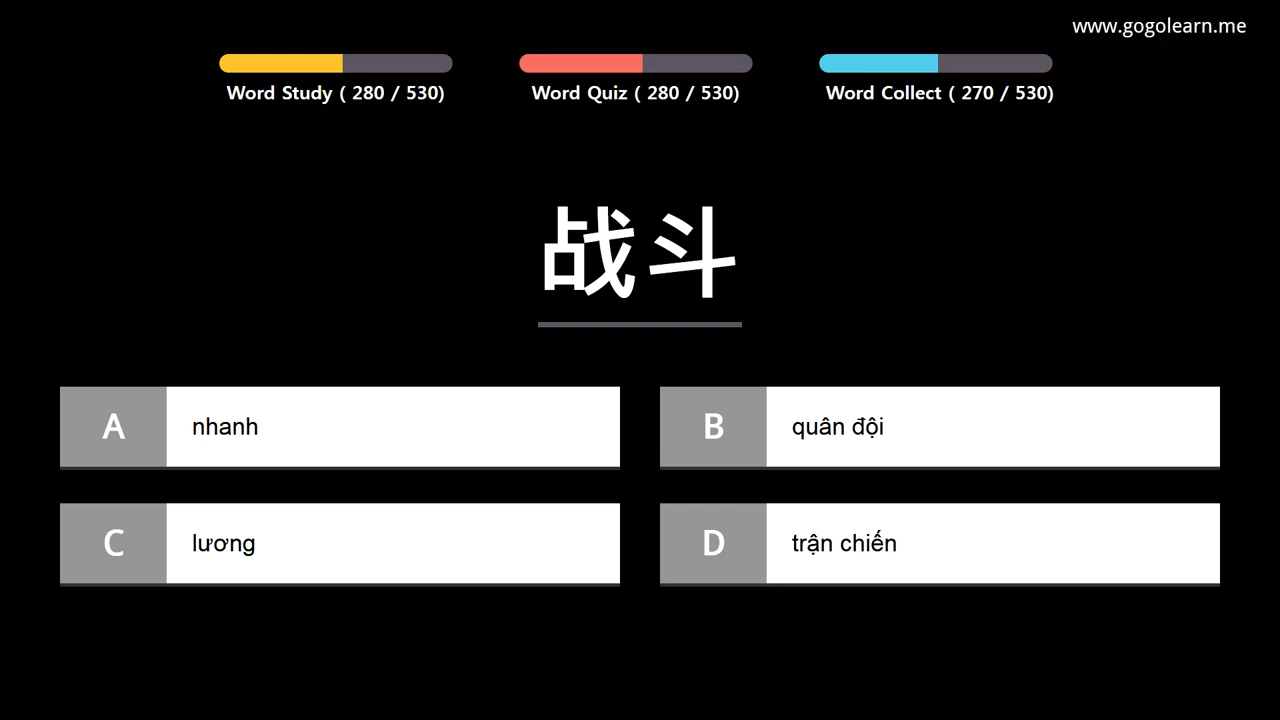 www.gogolearn.me
Word Study ( 280 / 530)
Word Quiz ( 280 / 530)
Word Collect ( 270 / 530)
战斗
A nhanh
B quân đội
C lương
D trận chiến